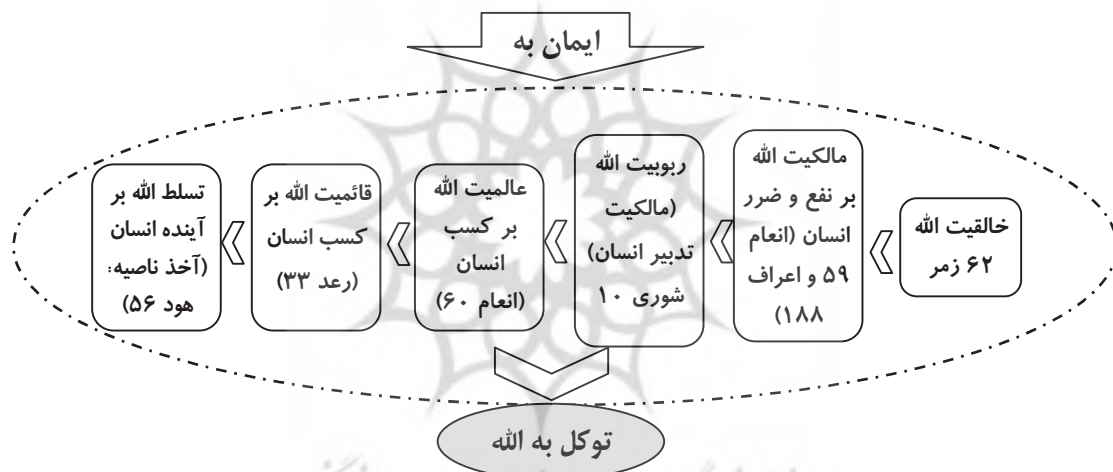 ایمان به
خالقیت الله
۶۲ زمر
مالکیت الله
بر نفع و ضرر
انسان (انعام
۵۹ و اعراف
۱۸۸)
ربوبیت الله
(مالکیت
تدبیر انسان)
شوری ۱۰
عالمیت الله
بر کسب
انسان
(انعام ۶۰)
قائمیت الله بر
کسب انسان
(رعد ۳۳)
تسلط الله بر
آینده انسان
(آخذ ناصیه:
هود ۵۶)
توکل به الله